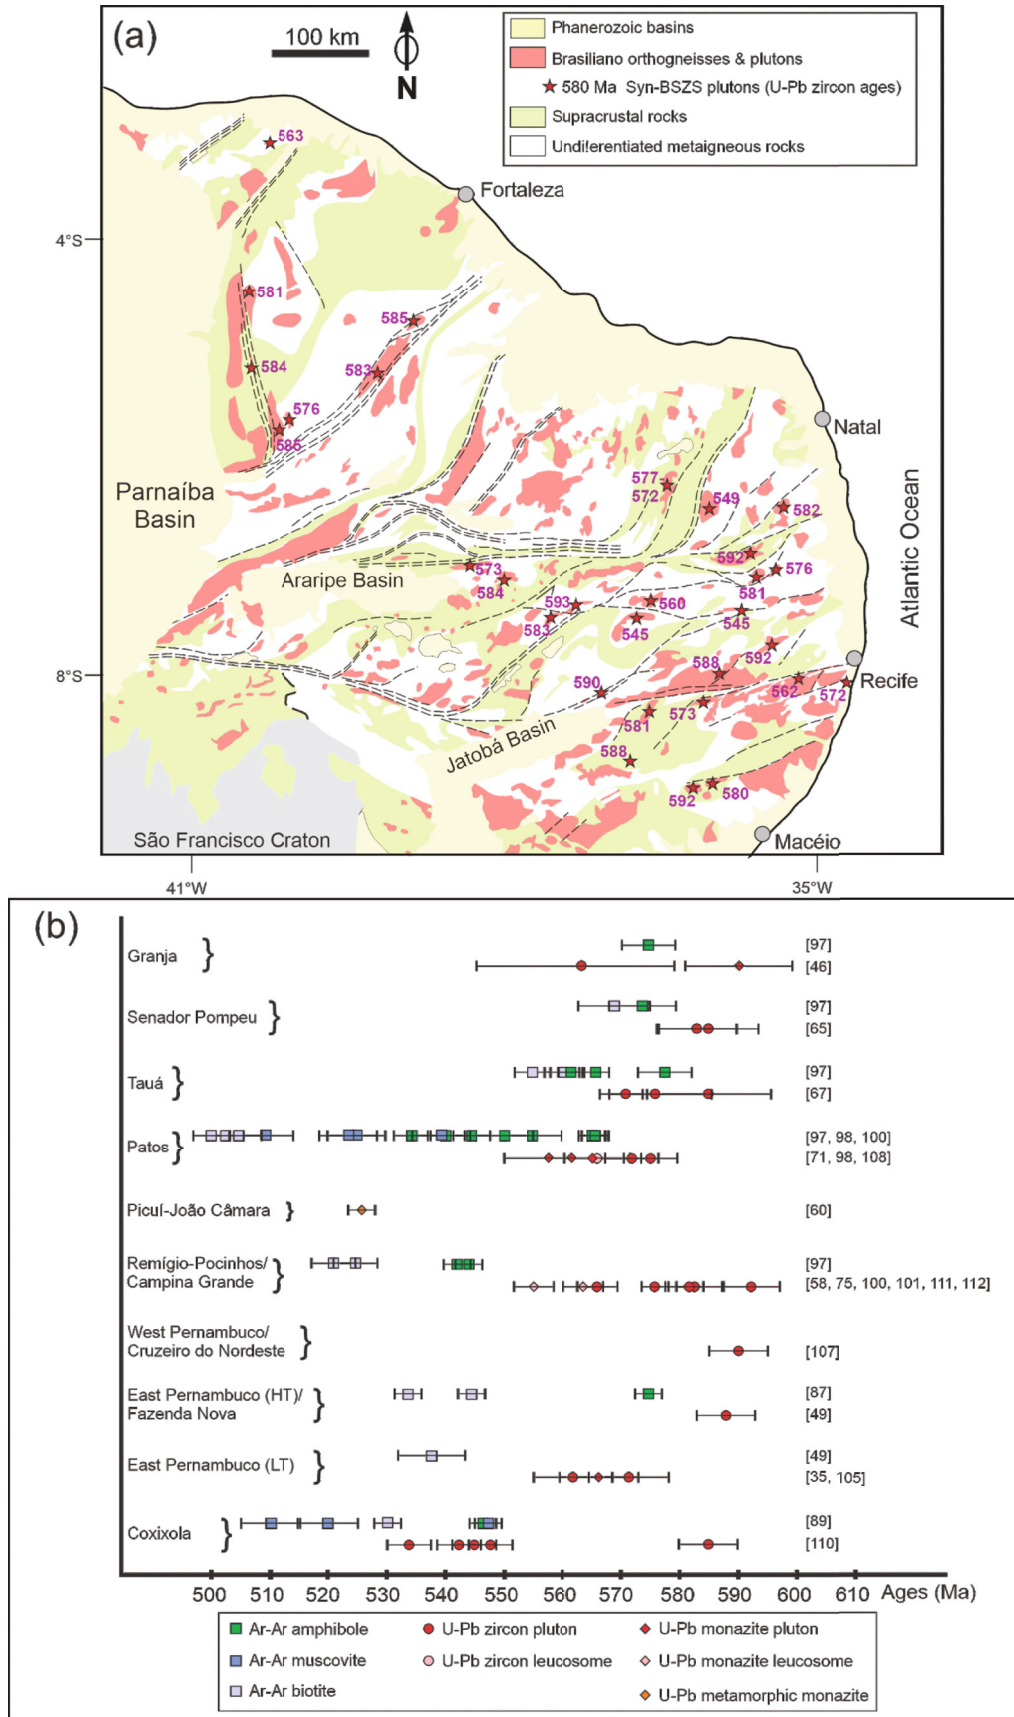 (a)
100 km
N
Phanerozoic basins
Brasiliano orthogneisses & plutons
580 Ma Syn-BSZS plutons (U-Pb zircon ages)
Supracrustal rocks
Undiferentiated metaigneous rocks
563
Fortaleza
4°S
581
585
584
583
576
585
Natal
Parnaíba
Basin
577
572
549
582
Atlantic Ocean
592
576
573
Araripe Basin
584
581
593
560
583
545
545
592
588
8°S
Recife
590
562
572
581
573
Jatobá Basin
588
592
580
São Francisco Craton
Macéio
41°W
35°W
(b)
Granja }
[97]
[46]
Senador Pompeu }
[97]
[65]
Tauá }
[97]
[67]
Patos }
[97, 98, 100]
[71, 98, 108]
Picuí-João Câmara }
[60]
Remígio-Pocinhos/
Campina Grande }
[97]
[58, 75, 100, 101, 111, 112]
West Pernambuco/
Cruzeiro do Nordeste }
[107]
East Pernambuco (HT)/
Fazenda Nova }
[87]
[49]
East Pernambuco (LT) }
[49]
[35, 105]
Coxixola }
[89]
[110]
500 510 520 530 540 550 560 570 580 590 600 610 Ages (Ma)
Ar-Ar amphibole
U-Pb zircon pluton
U-Pb monazite pluton
Ar-Ar muscovite
U-Pb zircon leucosome
U-Pb monazite leucosome
Ar-Ar biotite
U-Pb metamorphic monazite